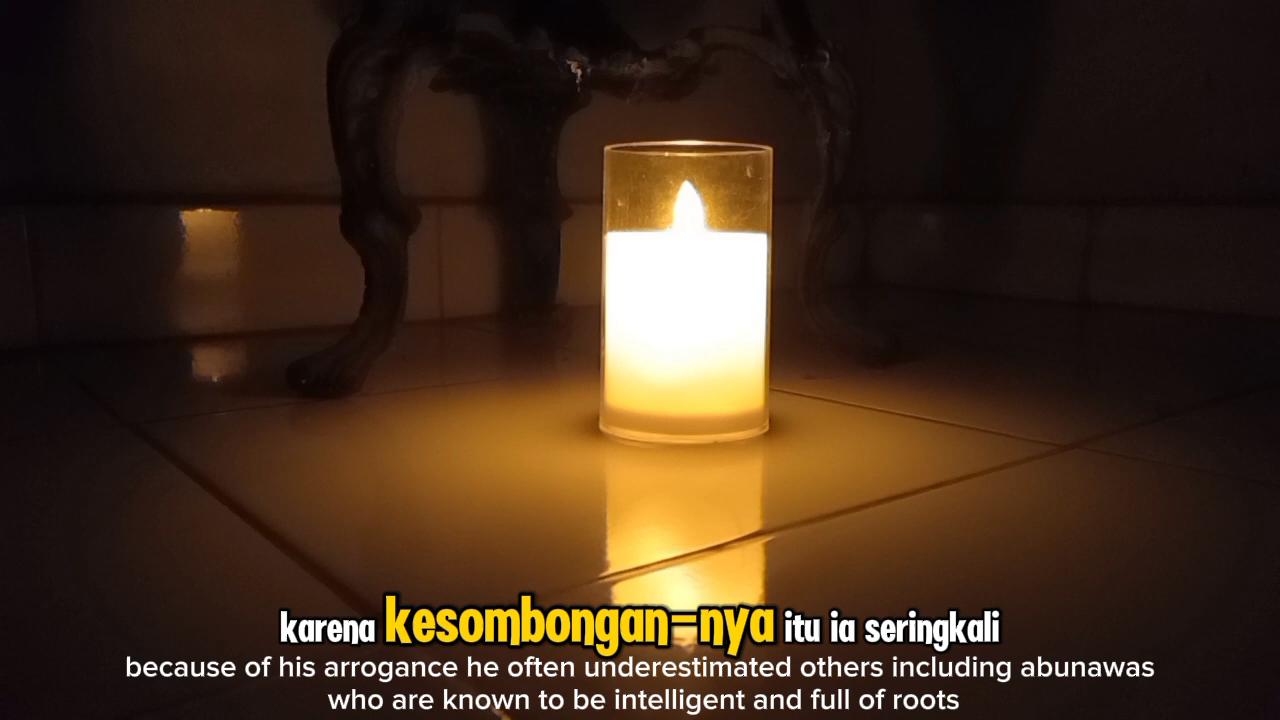 karena kesombongan-nya itu ia seringkali
because of his arrogance he often underestimated others including abunawas
who are known to be intelligent and full of roots